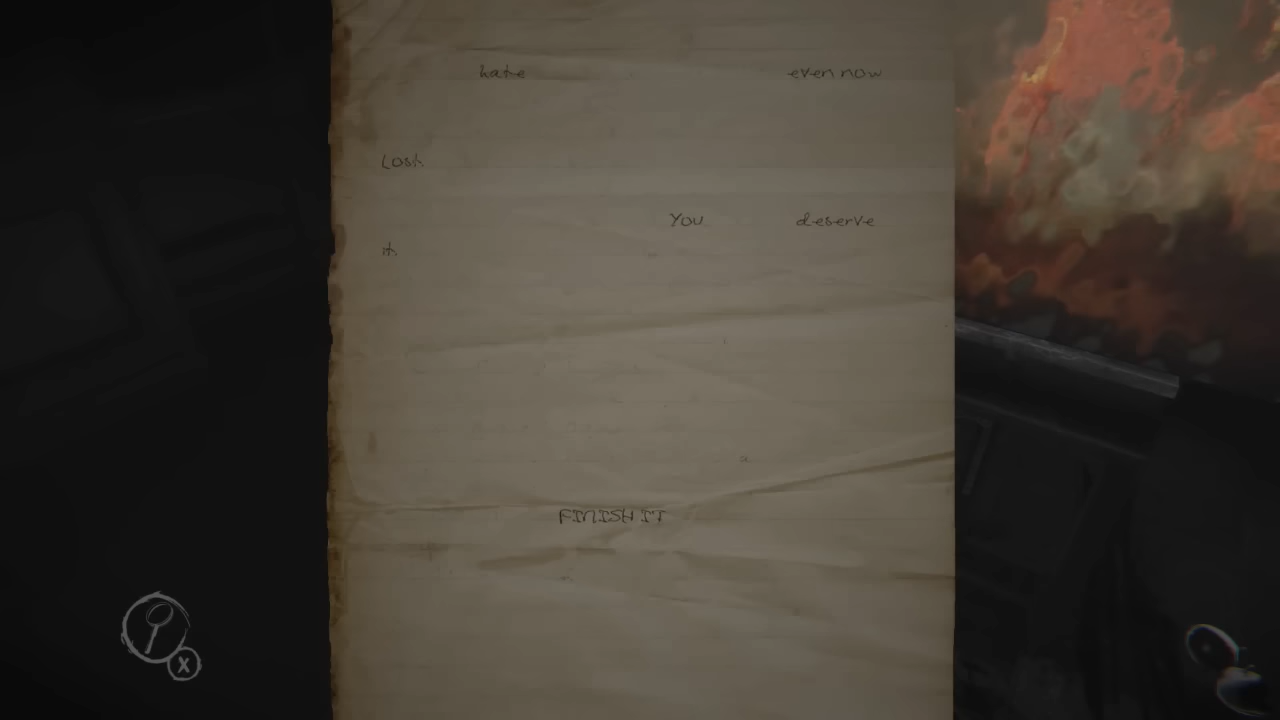 hate even now
Lost.
You deserve
it.
a
FINISH IT
X